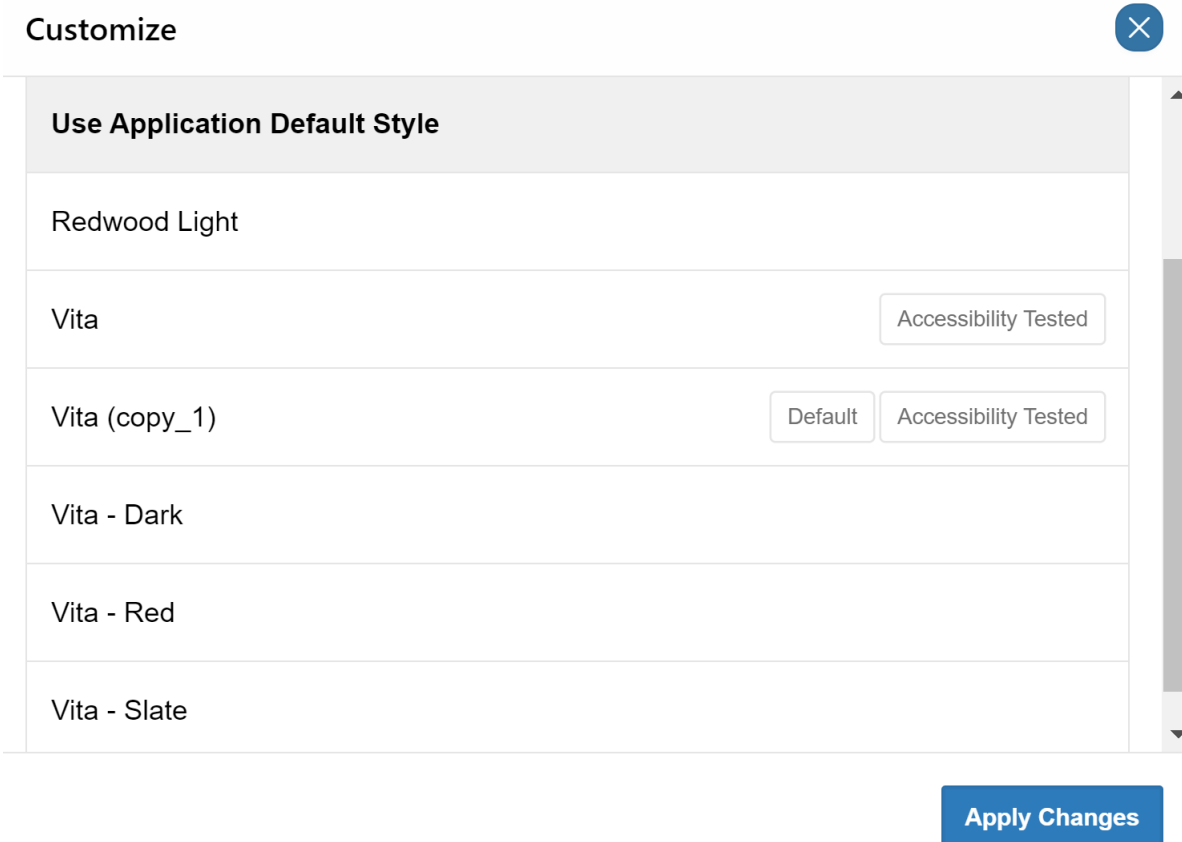 Customize
Use Application Default Style
Redwood Light
Vita
Accessibility Tested
Vita (copy_1)
Default
Accessibility Tested
Vita - Dark
Vita - Red
Vita - Slate
Apply Changes